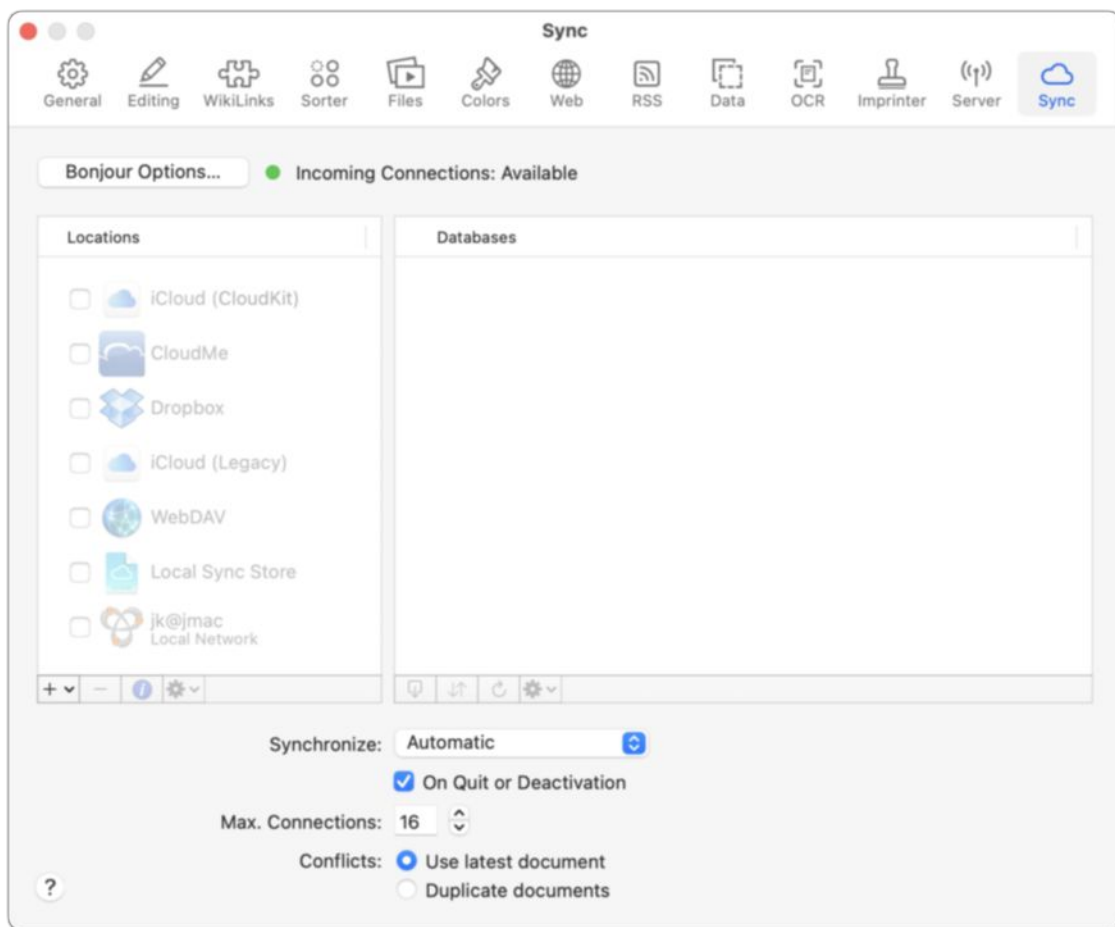 Sync
General Editing WikiLinks Sorter Files Colors Web RSS Data OCR Imprinter Server Sync
Bonjour Options... Incoming Connections: Available
Locations
Databases
iCloud (CloudKit)
CloudMe
Dropbox
iCloud (Legacy)
WebDAV
Local Sync Store
jk@jmac
Local Network
Synchronize: Automatic
On Quit or Deactivation
Max. Connections: 16
Conflicts: Use latest document
Duplicate documents
?